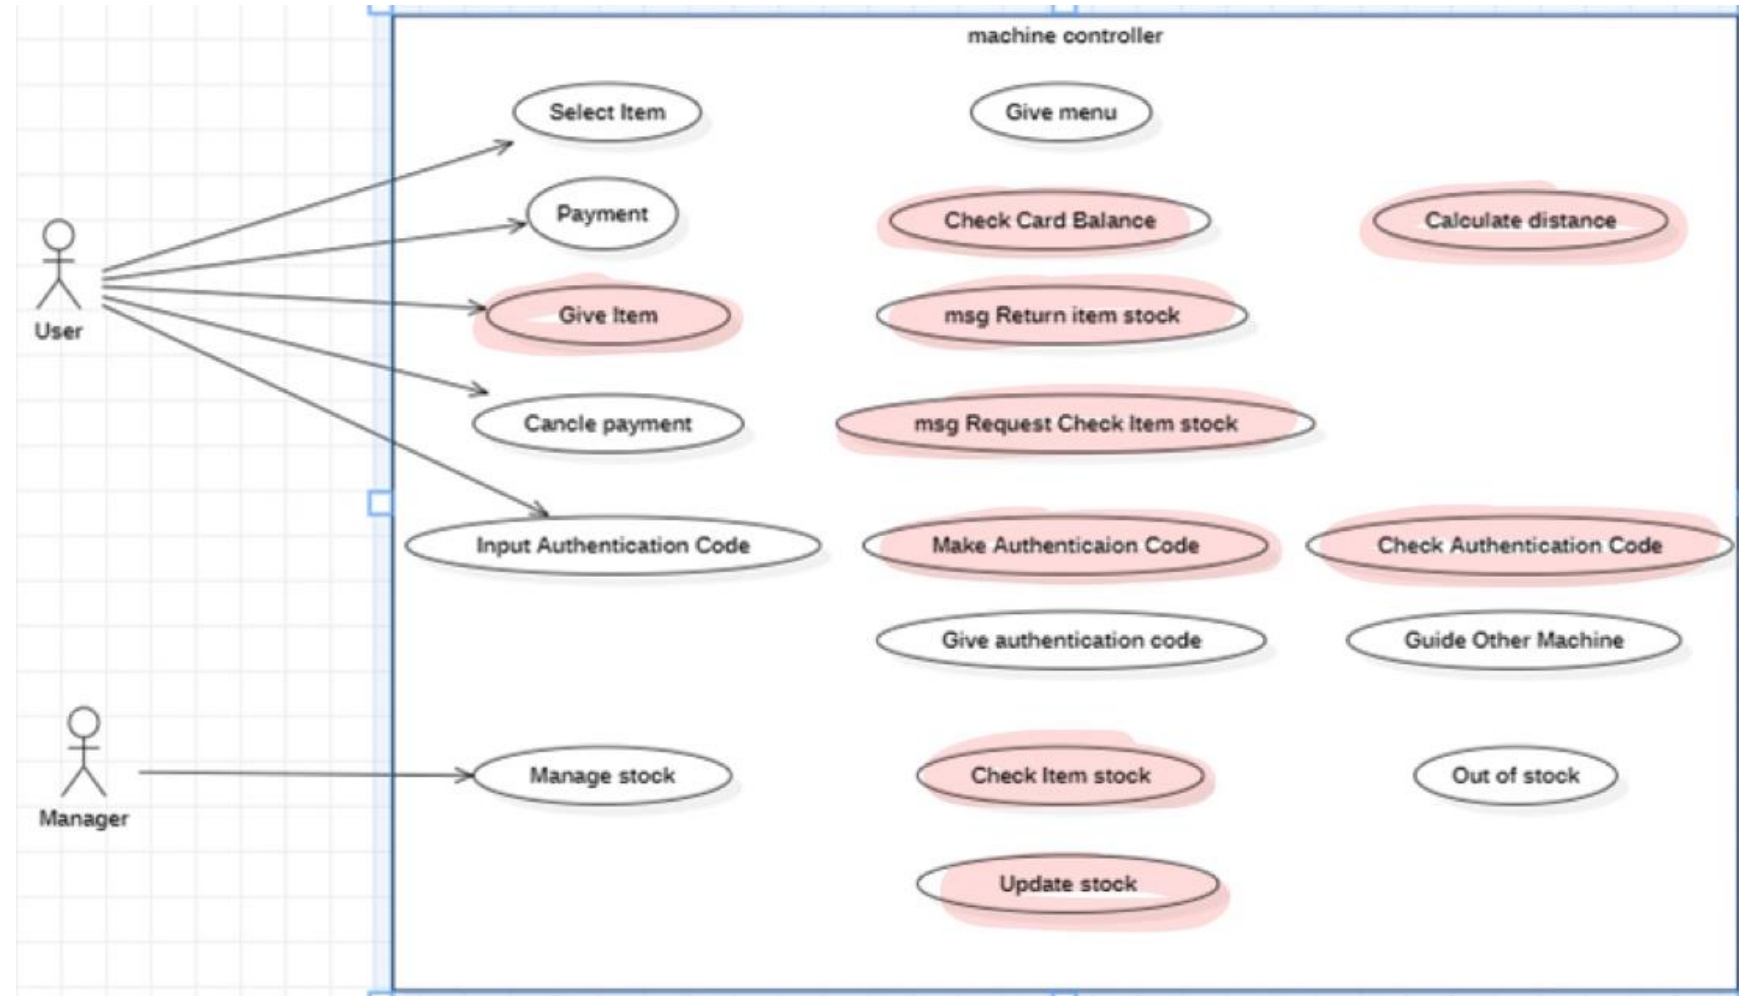 machine controller
Select Item
Give menu
Payment
Check Card Balance
Calculate distance
Give Item
msg Return item stock
User
Cancle payment
msg Request Check Item stock
Input Authentication Code
Make Authenticaion Code
Check Authentication Code
Give authentication code
Guide Other Machine
Manage stock
Check Item stock
Out of stock
Manager
Update stock